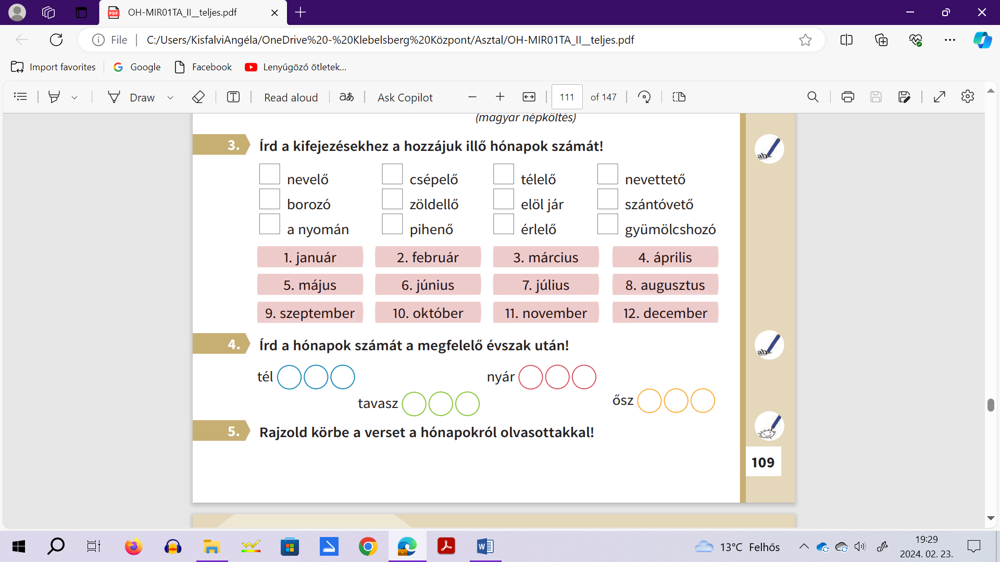 OH-MIR01TA_II__teljes.pdf
File
C:/Users/KisfalviAngéla/OneDrive%20-%20Klebelsberg%20Központ/Asztal/OH-MIR01TA_II__teljes.pdf
Import favorites Google Facebook Lenyűgöző ötletek...
Draw Read aloud aあ Ask Copilot 111 of 147
(magyar népköltés)
3. Írd a kifejezésekhez a hozzájuk illő hónapok számát!
nevelő csépelő télelő nevettető
borozó zöldellő elöl jár szántóvető
a nyomán pihenő érlelő gyümölcshozó
1. január 2. február 3. március 4. április
5. május 6. június 7. július 8. augusztus
9. szeptember 10. október 11. november 12. december
4. Írd a hónapok számát a megfelelő évszak után!
tél nyár
tavasz ősz
5. Rajzold körbe a verset a hónapokról olvasottakkal!
109
13°C Felhős
19:29
2024. 02. 23.